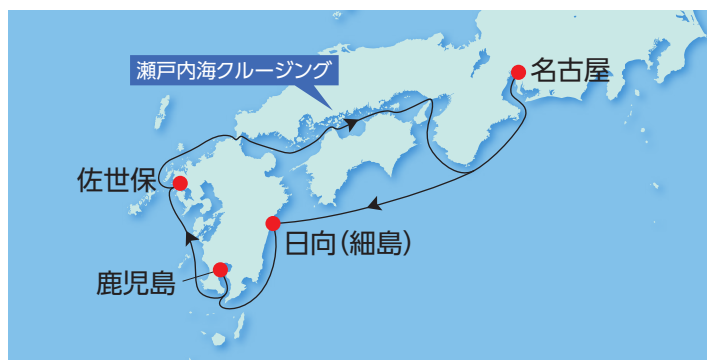 瀬戸内海クルージング
名古屋
佐世保
日向（細島）
鹿児島